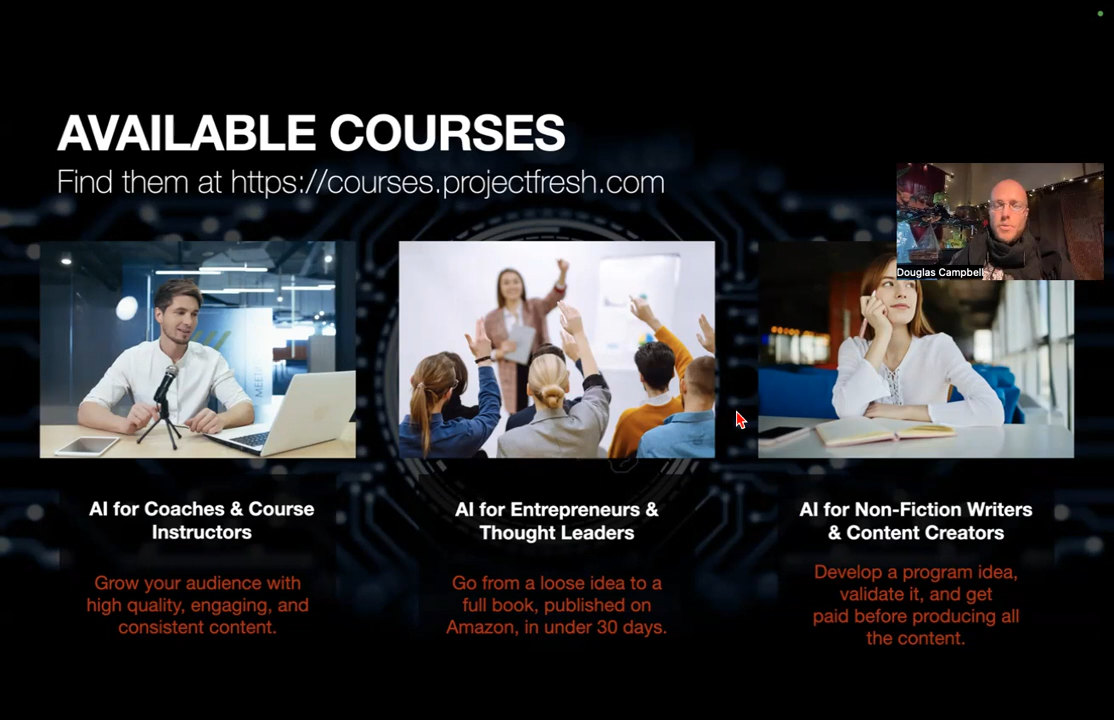 AVAILABLE COURSES
Find them at https://courses.projectfresh.com
Douglas Campbell
MEETI
AI for Coaches & Course
Instructors
Grow your audience with
high quality, engaging, and
consistent content.
AI for Entrepreneurs &
Thought Leaders
Go from a loose idea to a
full book, published on
Amazon, in under 30 days.
AI for Non-Fiction Writers
& Content Creators
Develop a program idea,
validate it, and get
paid before producing all
the content.